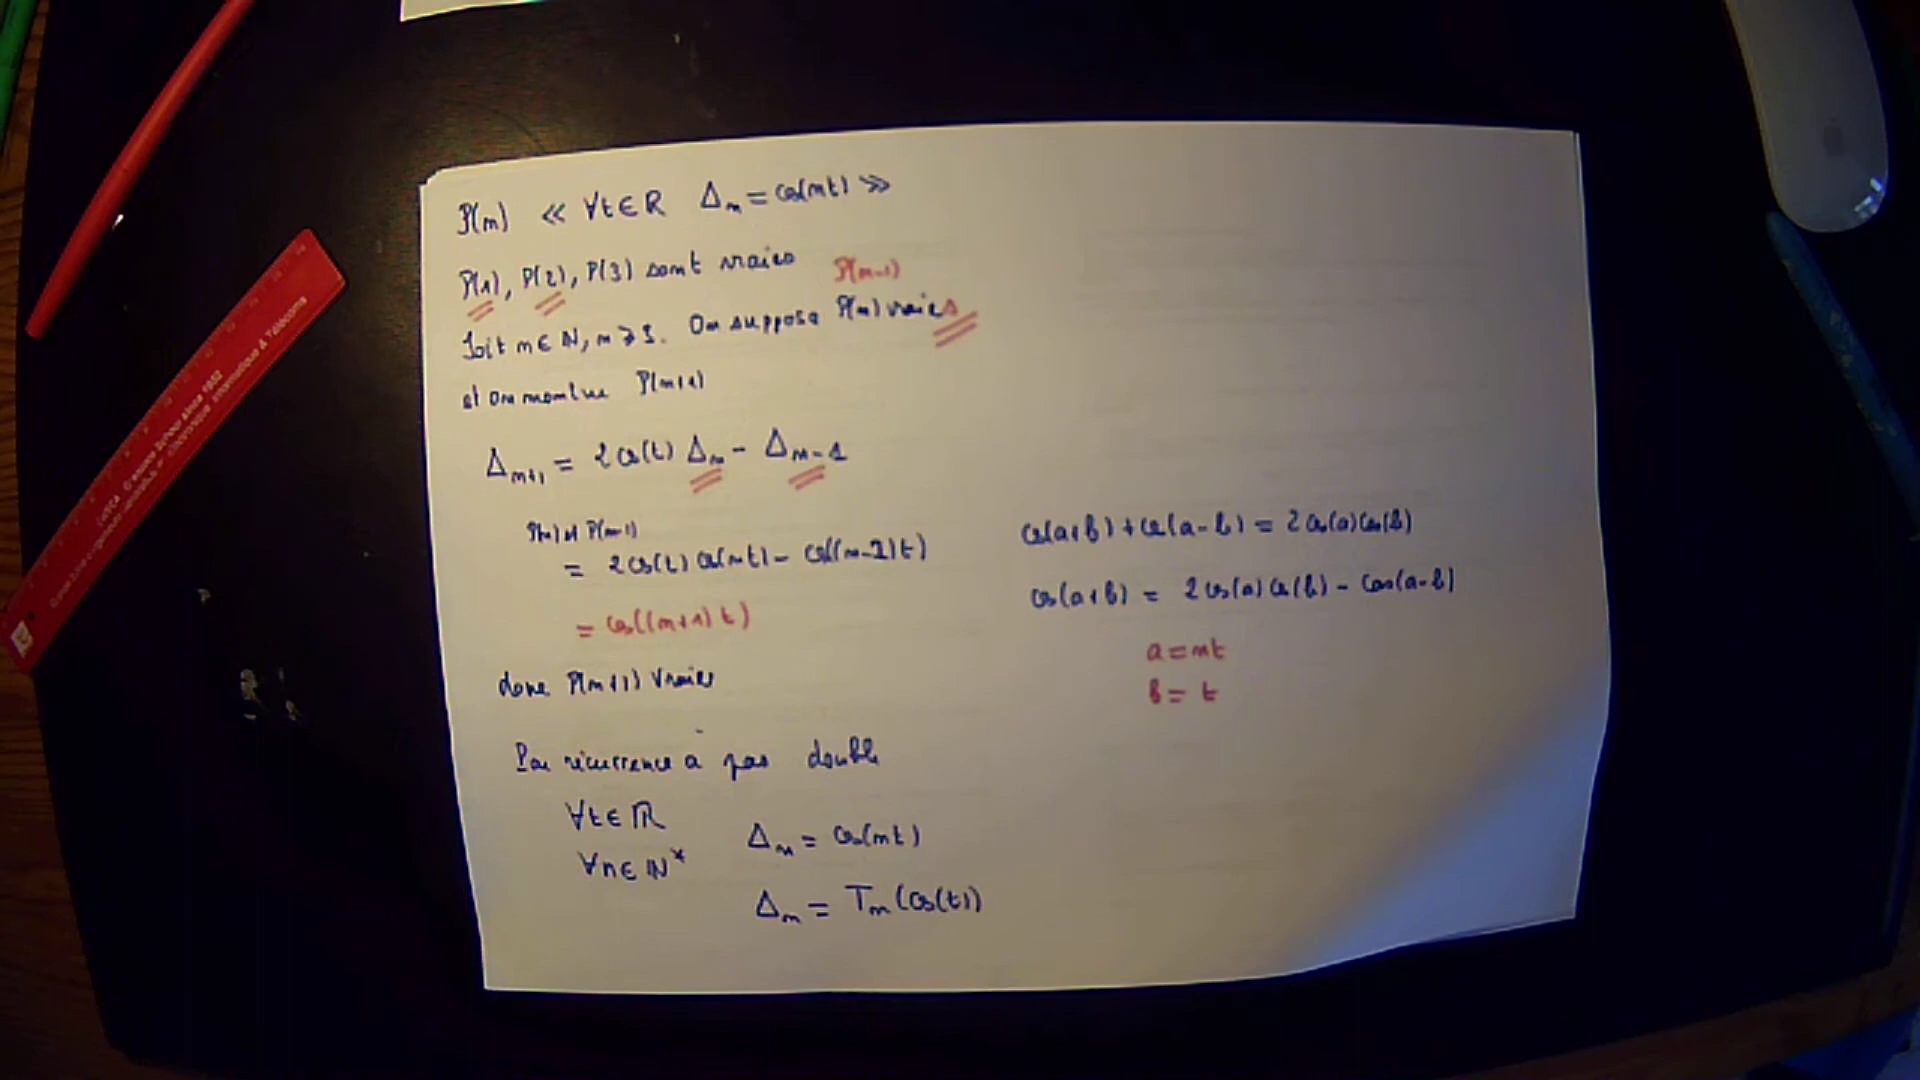 P(n) « ∀t∈ℝ Δn = cos(nt) »
P(1), P(2), P(3) sont vraies
P(n-1)
Soit n∈ℕ, n⩾3. On suppose P(n) vraies
et on montre P(n+1)
Δn+1 = 2cos(t) Δn - Δn-1
P(n) et P(n-1)
= 2cos(t) cos(nt) - cos((n-1)t)
= cos((n+1)t)
donc P(n+1) vraie
cos(a+b) + cos(a-b) = 2cos(a)cos(b)
cos(a+b) = 2cos(a)cos(b) - cos(a-b)
a = nt
b = t
Par récurrence à pas double
∀t∈ℝ
∀n∈ℕ* Δn = cos(nt)
Δn = Tn(cos(t))